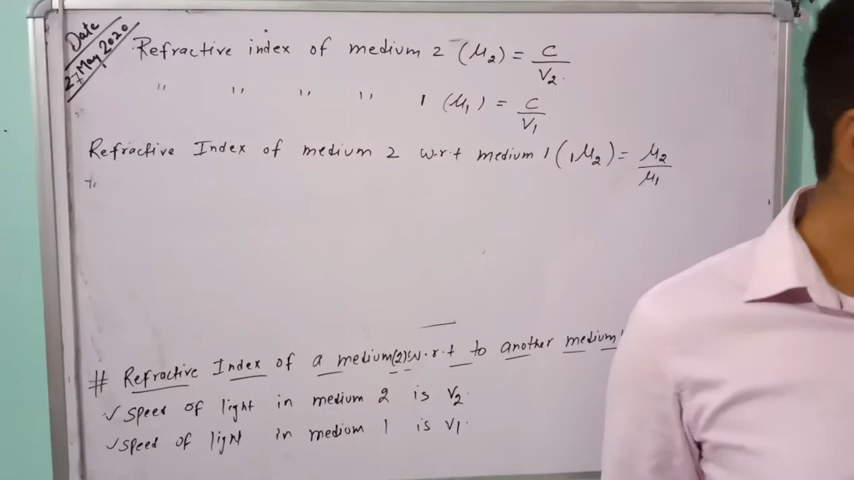 Date
27 May 2020
Refractive index of medium 2 (μ₂) = C/V₂
" " " " 1 (μ₁) = C/V₁
Refractive Index of medium 2 w.r.t medium 1 (₁μ₂) = μ₂/μ₁
# Refractive Index of a medium(2) w.r.t to another medium
✓ Speed of light in medium 2 is V₂.
✓ Speed of light in medium 1 is V₁.